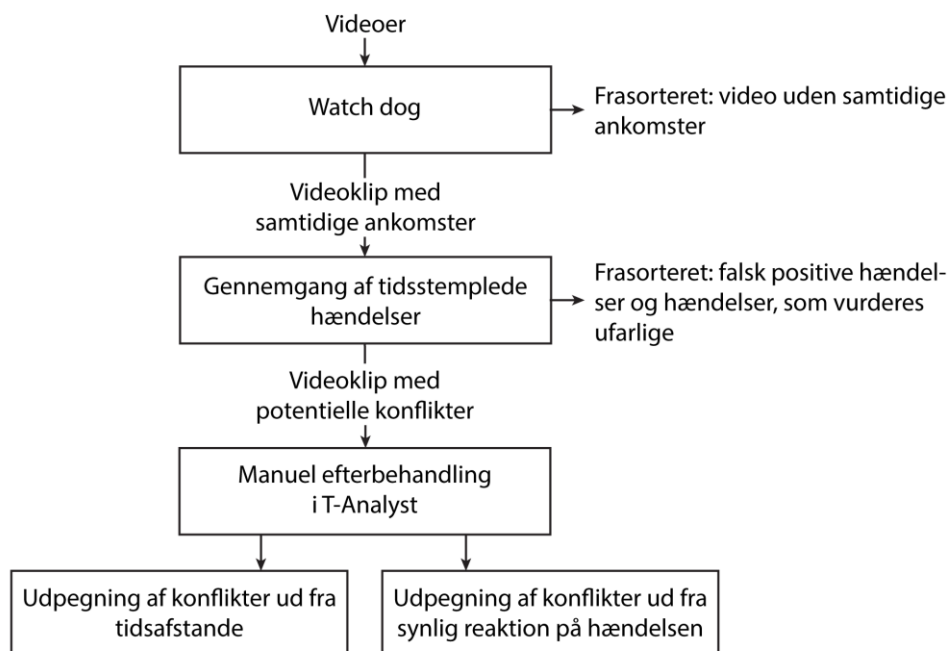 Videoer
Watch dog
Frasorteret: video uden samtidige
ankomster
Videoklip med
samtidige ankomster
Gennemgang af tidsstemplede
hændelser
Frasorteret: falsk positive hændel-
ser og hændelser, som vurderes
ufarlige
Videoklip med
potentielle konflikter
Manuel efterbehandling
i T-Analyst
Udpegning af konflikter ud fra
tidsafstande
Udpegning af konflikter ud fra
synlig reaktion på hændelsen